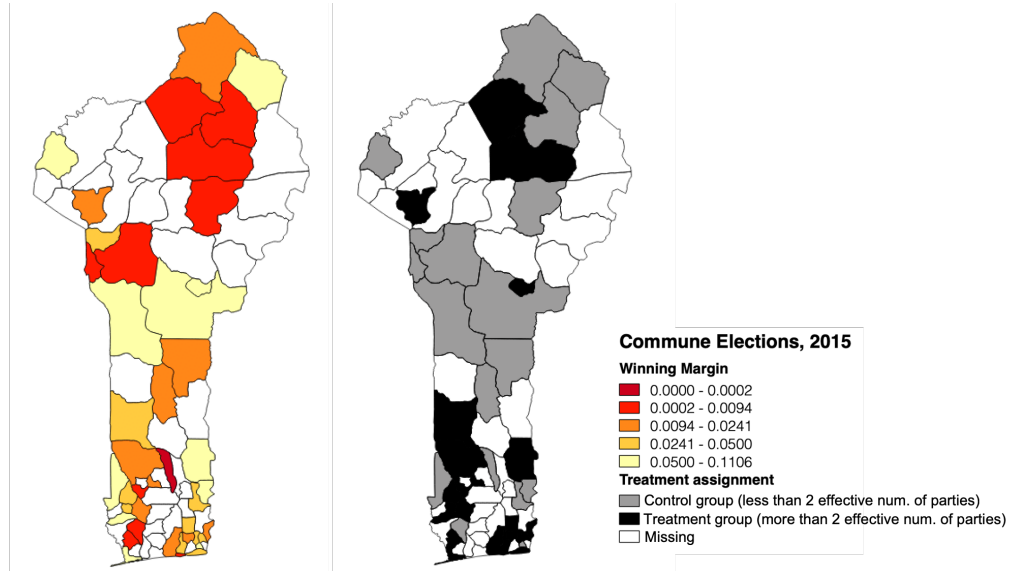 Commune Elections, 2015
Winning Margin
0.0000 - 0.0002
0.0002 - 0.0094
0.0094 - 0.0241
0.0241 - 0.0500
0.0500 - 0.1106
Treatment assignment
Control group (less than 2 effective num. of parties)
Treatment group (more than 2 effective num. of parties)
Missing